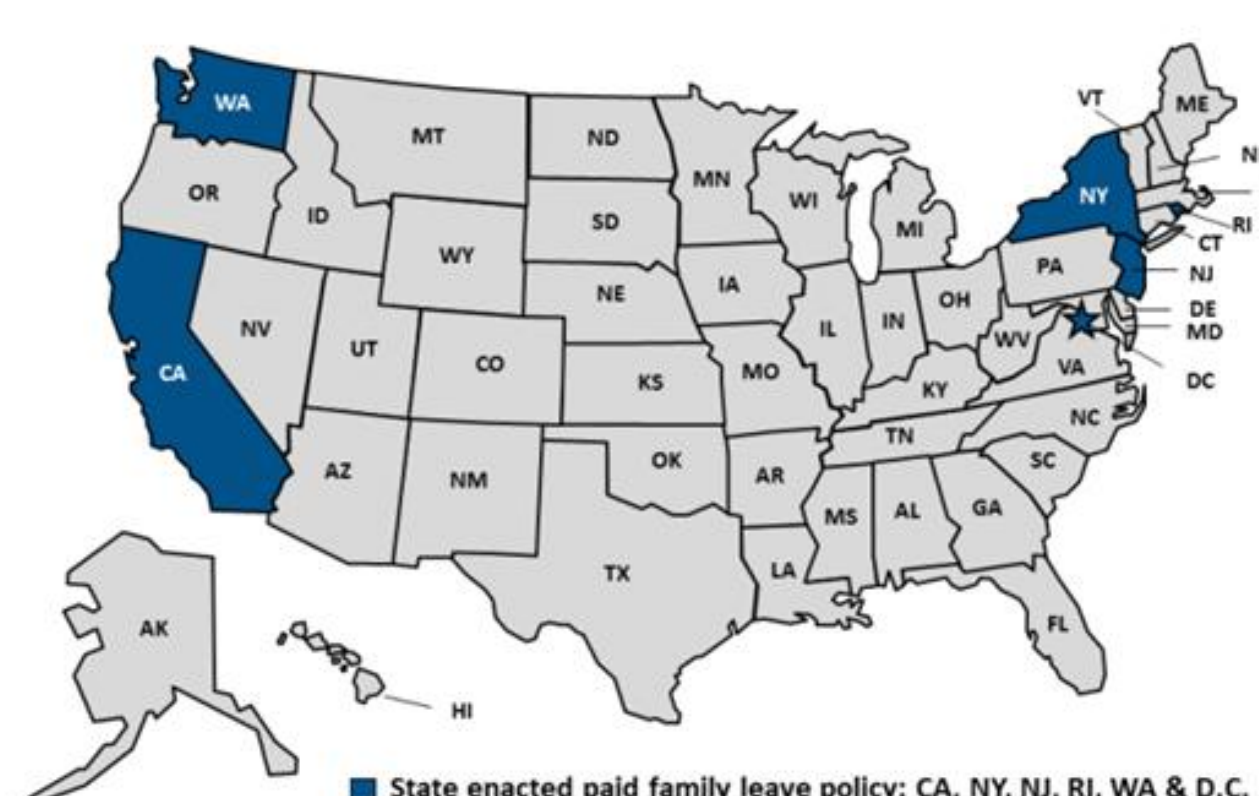 WA
MT
ND
MN
VT
ME
OR
ID
SD
WI
MI
NY
N
RI
CT
WY
IA
PA
NJ
NE
OH
DE
NV
UT
CO
IL
IN
WV
MD
CA
KS
MO
KY
VA
DC
AZ
NM
OK
AR
TN
NC
SC
MS
AL
GA
TX
LA
FL
AK
HI
State enacted paid family leave policy: CA, NY, NJ, RI, WA & D.C.